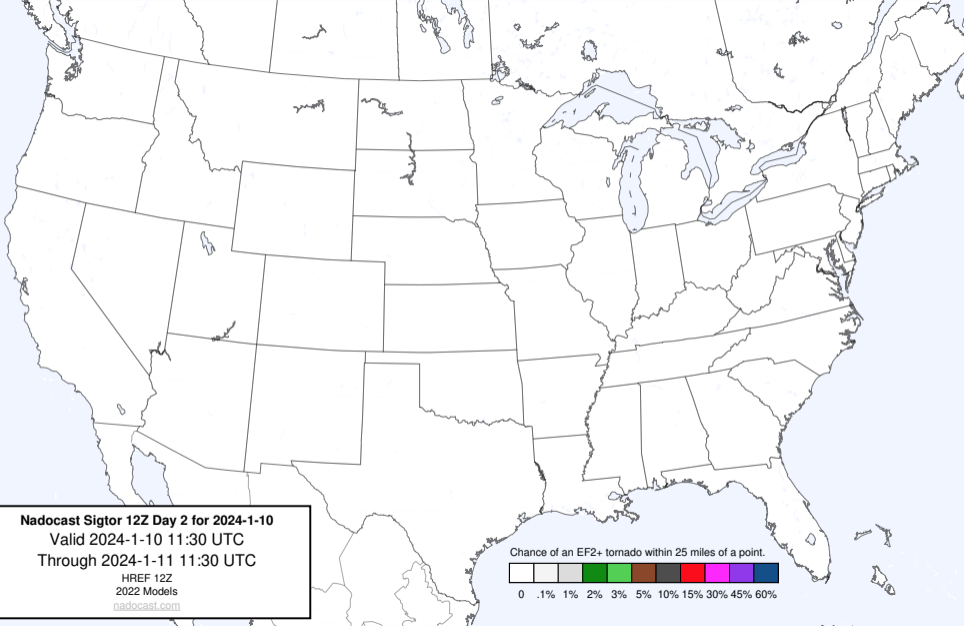 Nadocast Sigtor 12Z Day 2 for 2024-1-10
Valid 2024-1-10 11:30 UTC
Through 2024-1-11 11:30 UTC
HREF 12Z
2022 Models
nadocast.com
Chance of an EF2+ tornado within 25 miles of a point.
0 .1% 1% 2% 3% 5% 10% 15% 30% 45% 60%